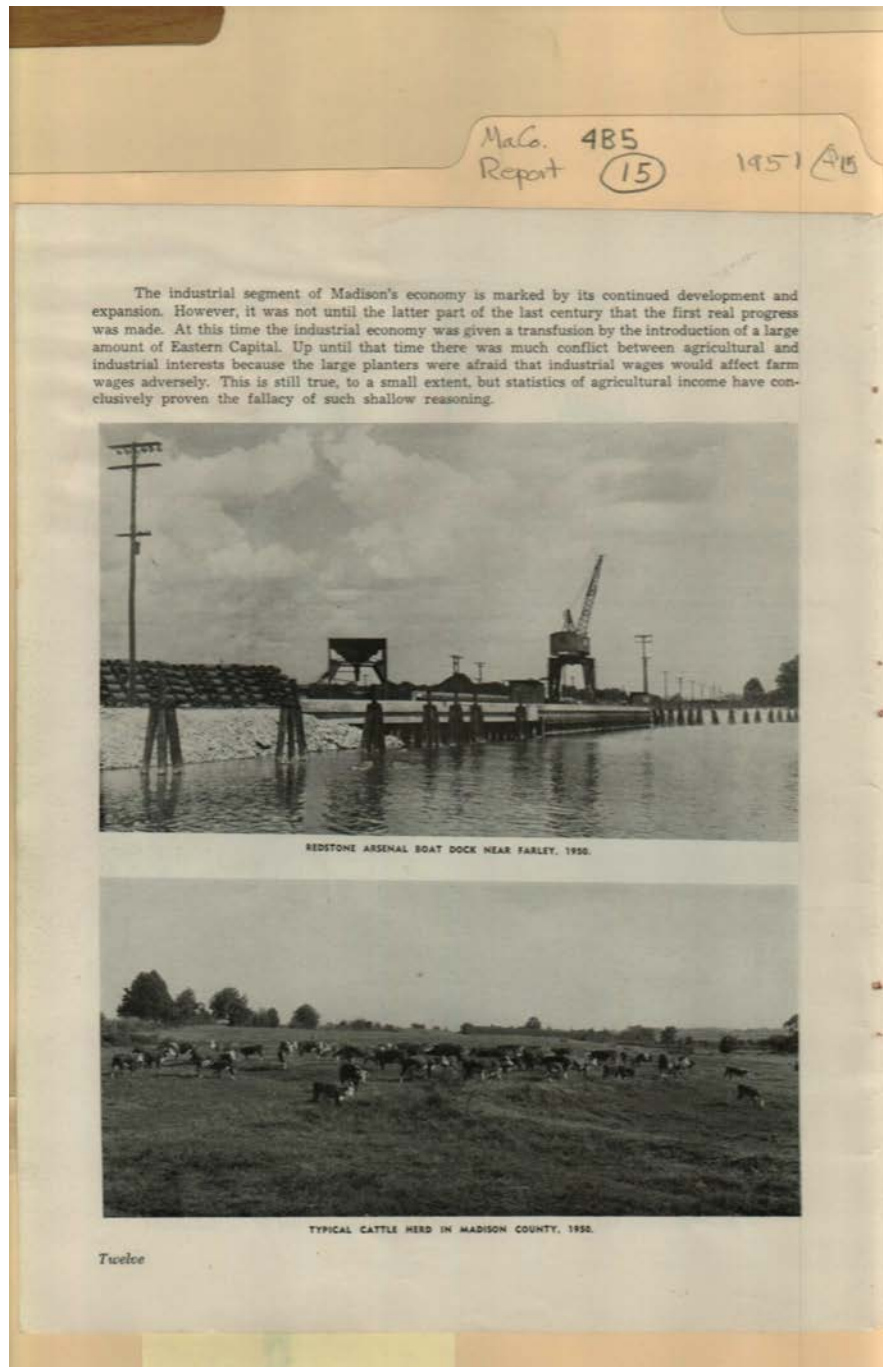 MaCo. 4B5
Report (15) 1951
The industrial segment of Madison's economy is marked by its continued development and
expansion. However, it was not until the latter part of the last century that the first real progress
was made. At this time the industrial economy was given a transfusion by the introduction of a large
amount of Eastern Capital. Up until that time there was much conflict between agricultural and
industrial interests because the large planters were afraid that industrial wages would affect farm
wages adversely. This is still true, to a small extent, but statistics of agricultural income have con-
clusively proven the fallacy of such shallow reasoning.
REDSTONE ARSENAL BOAT DOCK NEAR FARLEY, 1950.
TYPICAL CATTLE HERD IN MADISON COUNTY, 1950.
Twelve